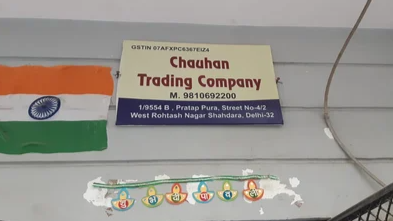 GSTIN 07AFXPC6367E1Z4
Chauhan
Trading Company
M. 9810692200
1/9554 B , Pratap Pura, Street No-4/2
West Rohtash Nagar Shahdara, Delhi-32